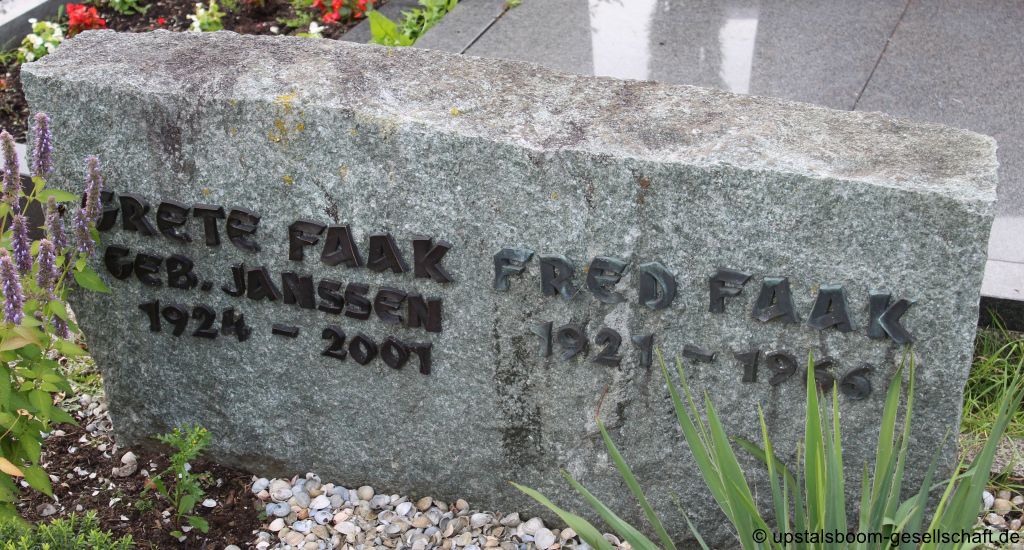 GRETE FAAK
GEB. JANSSEN
1924 – 2001
FRED FAAK
1921 – 1966
© upstalsboom-gesellschaft.de